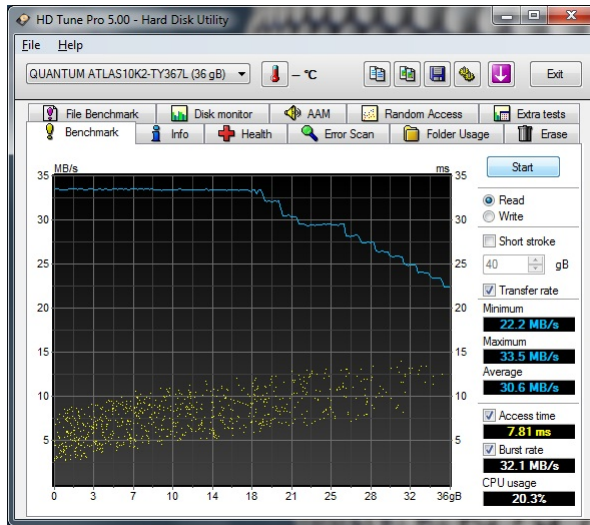 HD Tune Pro 5.00 - Hard Disk Utility
File Help
QUANTUM ATLAS10K2-TY367L (36 gB) – °C Exit
File Benchmark Disk monitor AAM Random Access Extra tests
Benchmark Info Health Error Scan Folder Usage Erase
MB/s ms Start
35 35
Read
30 30 Write
Short stroke
25 25 40 gB
Transfer rate
20 20 Minimum
22.2 MB/s
Maximum
15 15 33.5 MB/s
Average
10 10 30.6 MB/s
Access time
7.81 ms
5 5 Burst rate
32.1 MB/s
CPU usage
0 3 7 10 14 18 21 25 28 32 36gB 20.3%